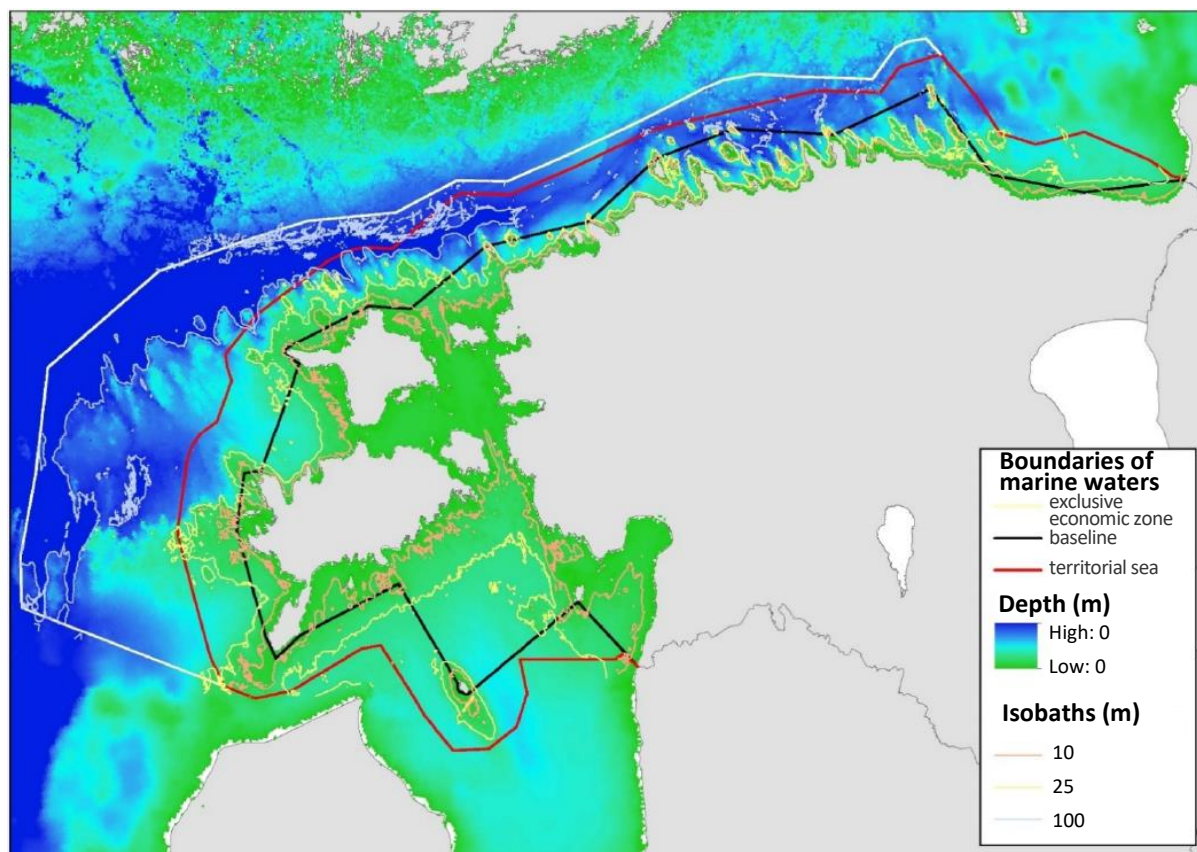 Boundaries of
marine waters
exclusive
economic zone
baseline
territorial sea
Depth (m)
High: 0
Low: 0
Isobaths (m)
10
25
100